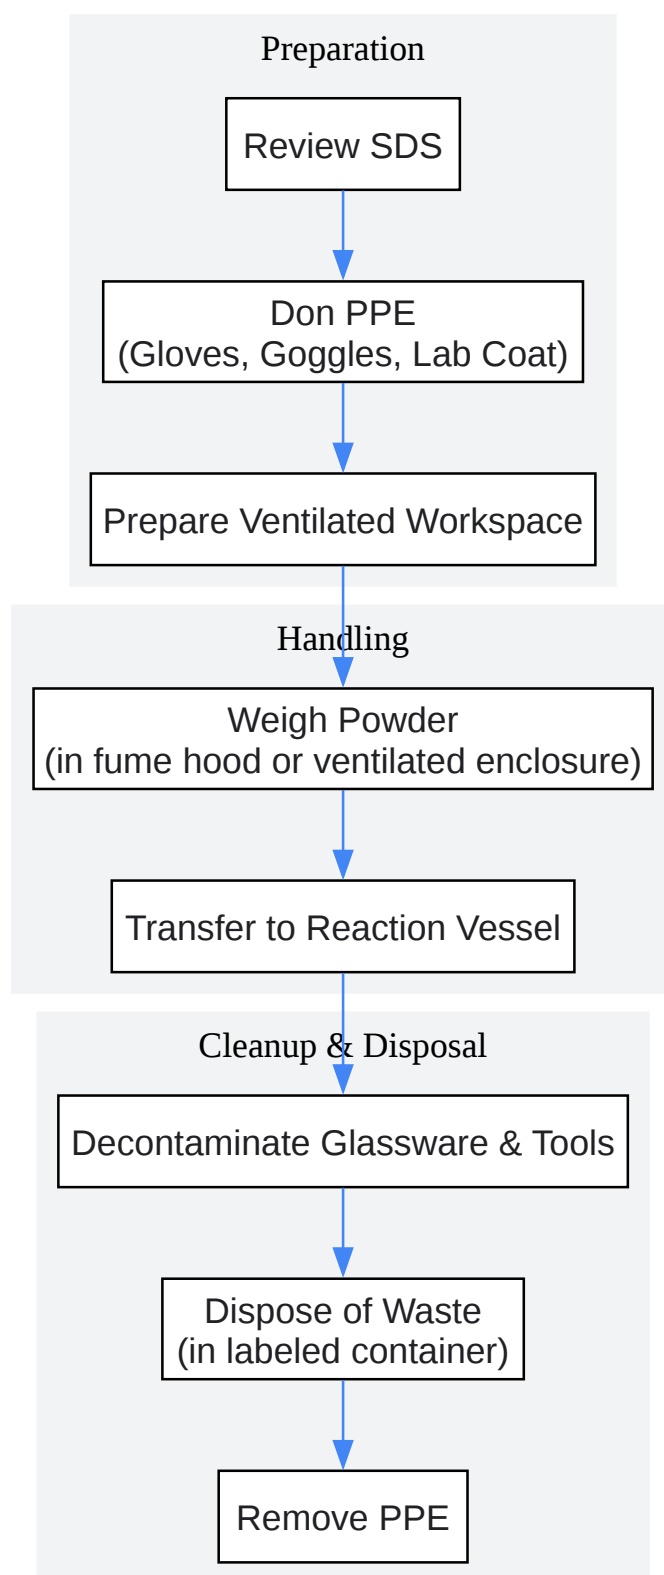 Preparation
Review SDS
Don PPE
(Gloves, Goggles, Lab Coat)
Prepare Ventilated Workspace
Handling
Weigh Powder
(in fume hood or ventilated enclosure)
Transfer to Reaction Vessel
Cleanup & Disposal
Decontaminate Glassware & Tools
Dispose of Waste
(in labeled container)
Remove PPE